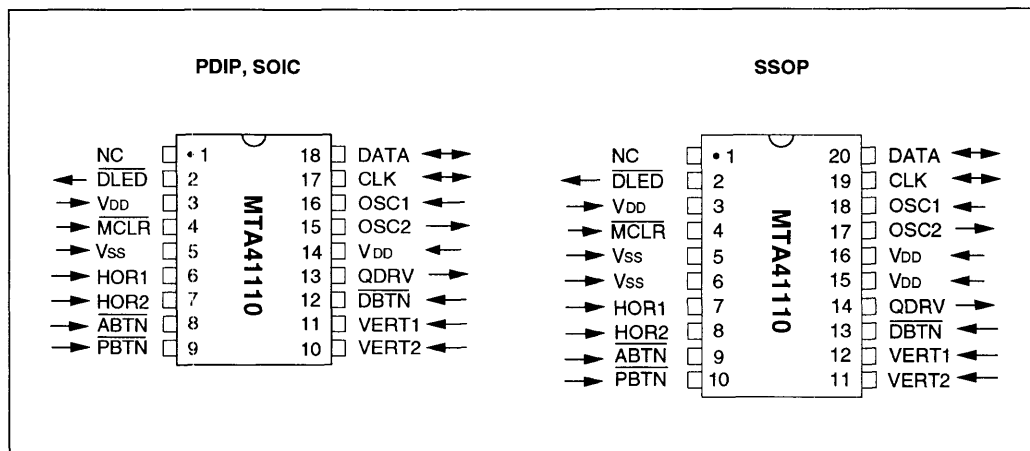 PDIP, SOIC
NC 1 18 DATA
DLED 2 17 CLK
VDD 3 16 OSC1
MCLR 4 15 OSC2
VSS 5 14 VDD
HOR1 6 13 QDRV
HOR2 7 12 DBTN
ABTN 8 11 VERT1
PBTN 9 10 VERT2
MTA41110
SSOP
NC 1 20 DATA
DLED 2 19 CLK
VDD 3 18 OSC1
MCLR 4 17 OSC2
VSS 5 16 VDD
VSS 6 15 VDD
HOR1 7 14 QDRV
HOR2 8 13 DBTN
ABTN 9 12 VERT1
PBTN 10 11 VERT2
MTA41110